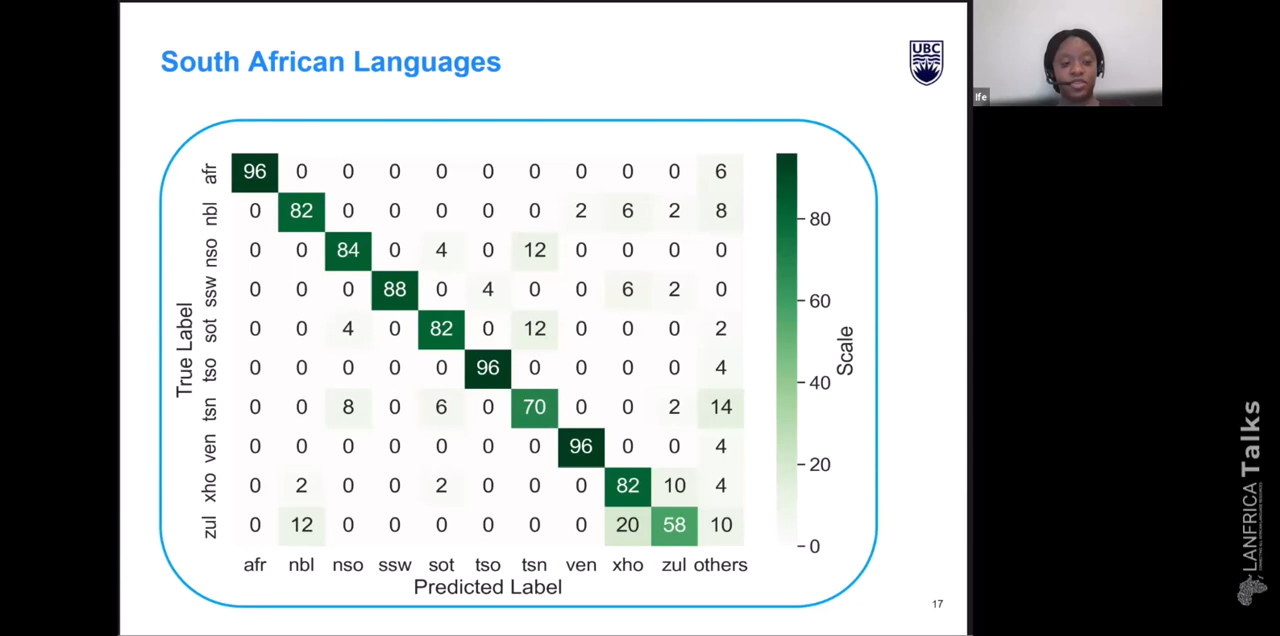 South African Languages
UBC
Ife
afr 96 0 0 0 0 0 0 0 0 0 6
nbl 0 82 0 0 0 0 0 2 6 2 8
nso 0 0 84 0 4 0 12 0 0 0 0
ssw 0 0 0 88 0 4 0 0 6 2 0
sot 0 0 4 0 82 0 12 0 0 0 2
tso 0 0 0 0 0 96 0 0 0 0 4
tsn 0 0 8 0 6 0 70 0 0 2 14
ven 0 0 0 0 0 0 0 96 0 0 4
xho 0 2 0 0 2 0 0 0 82 10 4
zul 0 12 0 0 0 0 0 0 20 58 10
True Label
afr nbl nso ssw sot tso tsn ven xho zul others
Predicted Label
80
60
40
20
0
Scale
17
LANFRICA Talks